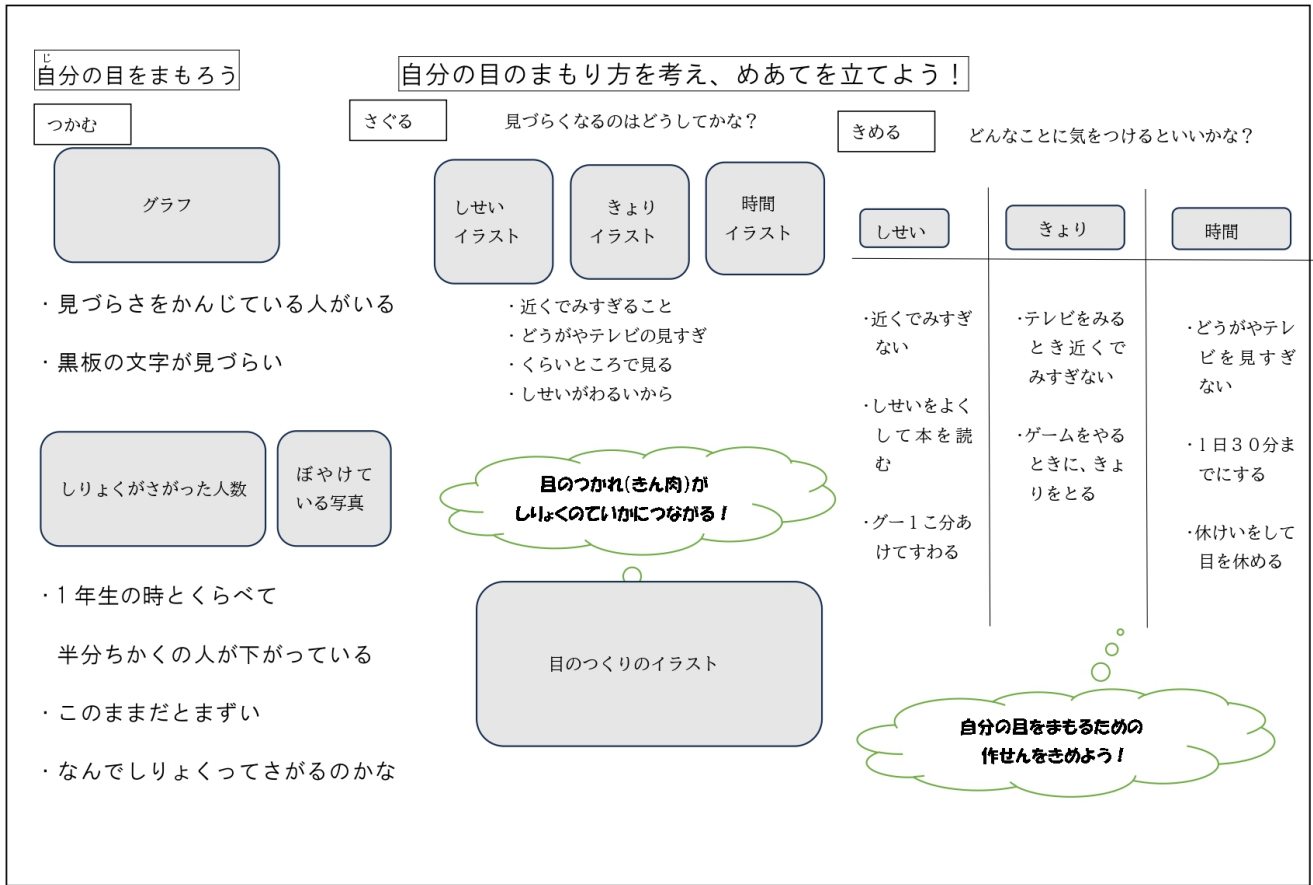 じ
自分の目をまもろう
自分の目のまもり方を考え、めあてを立てよう！
つかむ
グラフ
・見づらさをかんじている人がいる
・黒板の文字が見づらい
しりょくがさがった人数
ぼやけて
いる写真
・1年生の時とくらべて
半分ちかくの人が下がっている
・このままだとまずい
・なんでしりょくってさがるのかな
さぐる
見づらくなるのはどうしてかな？
しせい
イラスト
きょり
イラスト
時間
イラスト
・近くでみすぎること
・どうがやテレビの見すぎ
・くらいところで見る
・しせいがわるいから
目のつかれ(きん肉)が
しりょくのていかにつながる！
目のつくりのイラスト
きめる
どんなことに気をつけるといいかな？
しせい
・近くでみすぎ
ない
・しせいをよく
して本を読
む
・グー１こ分あ
けてすわる
きょり
・テレビをみる
とき近くで
みすぎない
・ゲームをやる
ときに、きょ
りをとる
時間
・どうがやテレ
ビを見すぎ
ない
・１日３０分ま
でにする
・休けいをして
目を休める
自分の目をまもるための
作せんをきめよう！